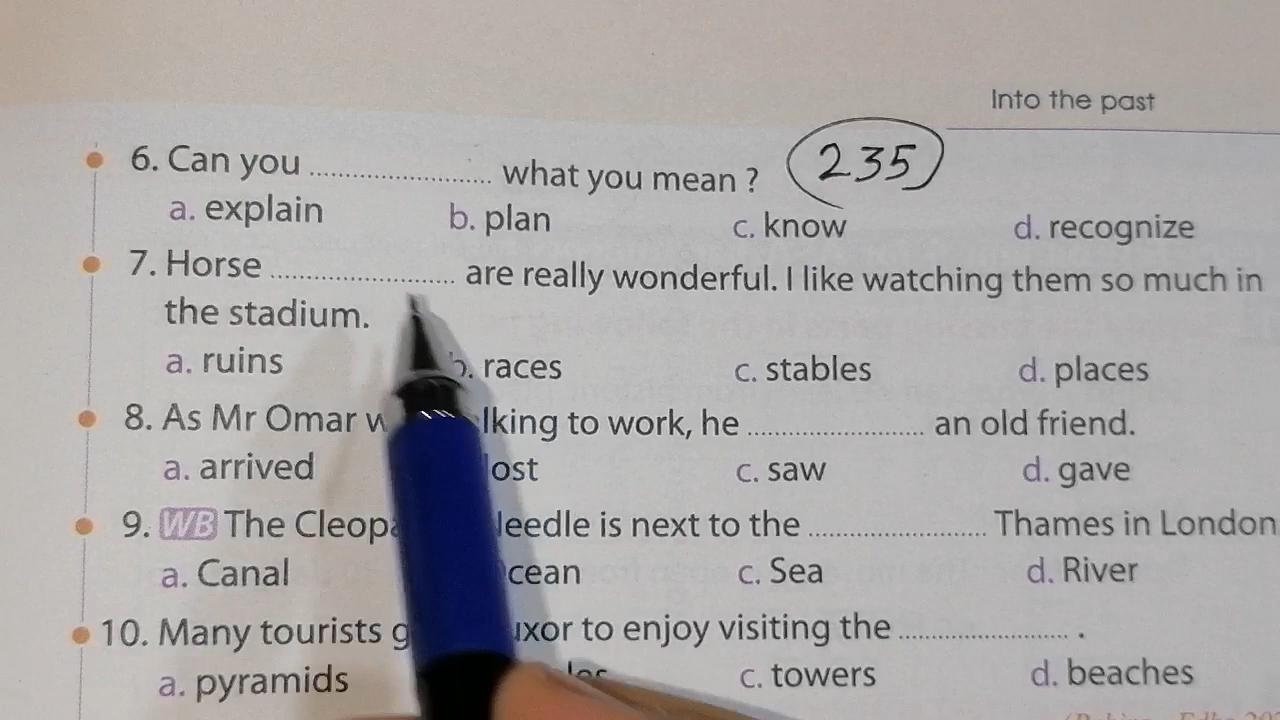 Into the past
6. Can you .................... what you mean ? 235
a. explain b. plan c. know d. recognize
7. Horse .................... are really wonderful. I like watching them so much in
the stadium.
a. ruins b. races c. stables d. places
8. As Mr Omar lking to work, he .................... an old friend.
a. arrived lost c. saw d. gave
9. WB The Cleopa eedle is next to the .................... Thames in London
a. Canal cean c. Sea d. River
10. Many tourists g uxor to enjoy visiting the .................... .
a. pyramids c. towers d. beaches